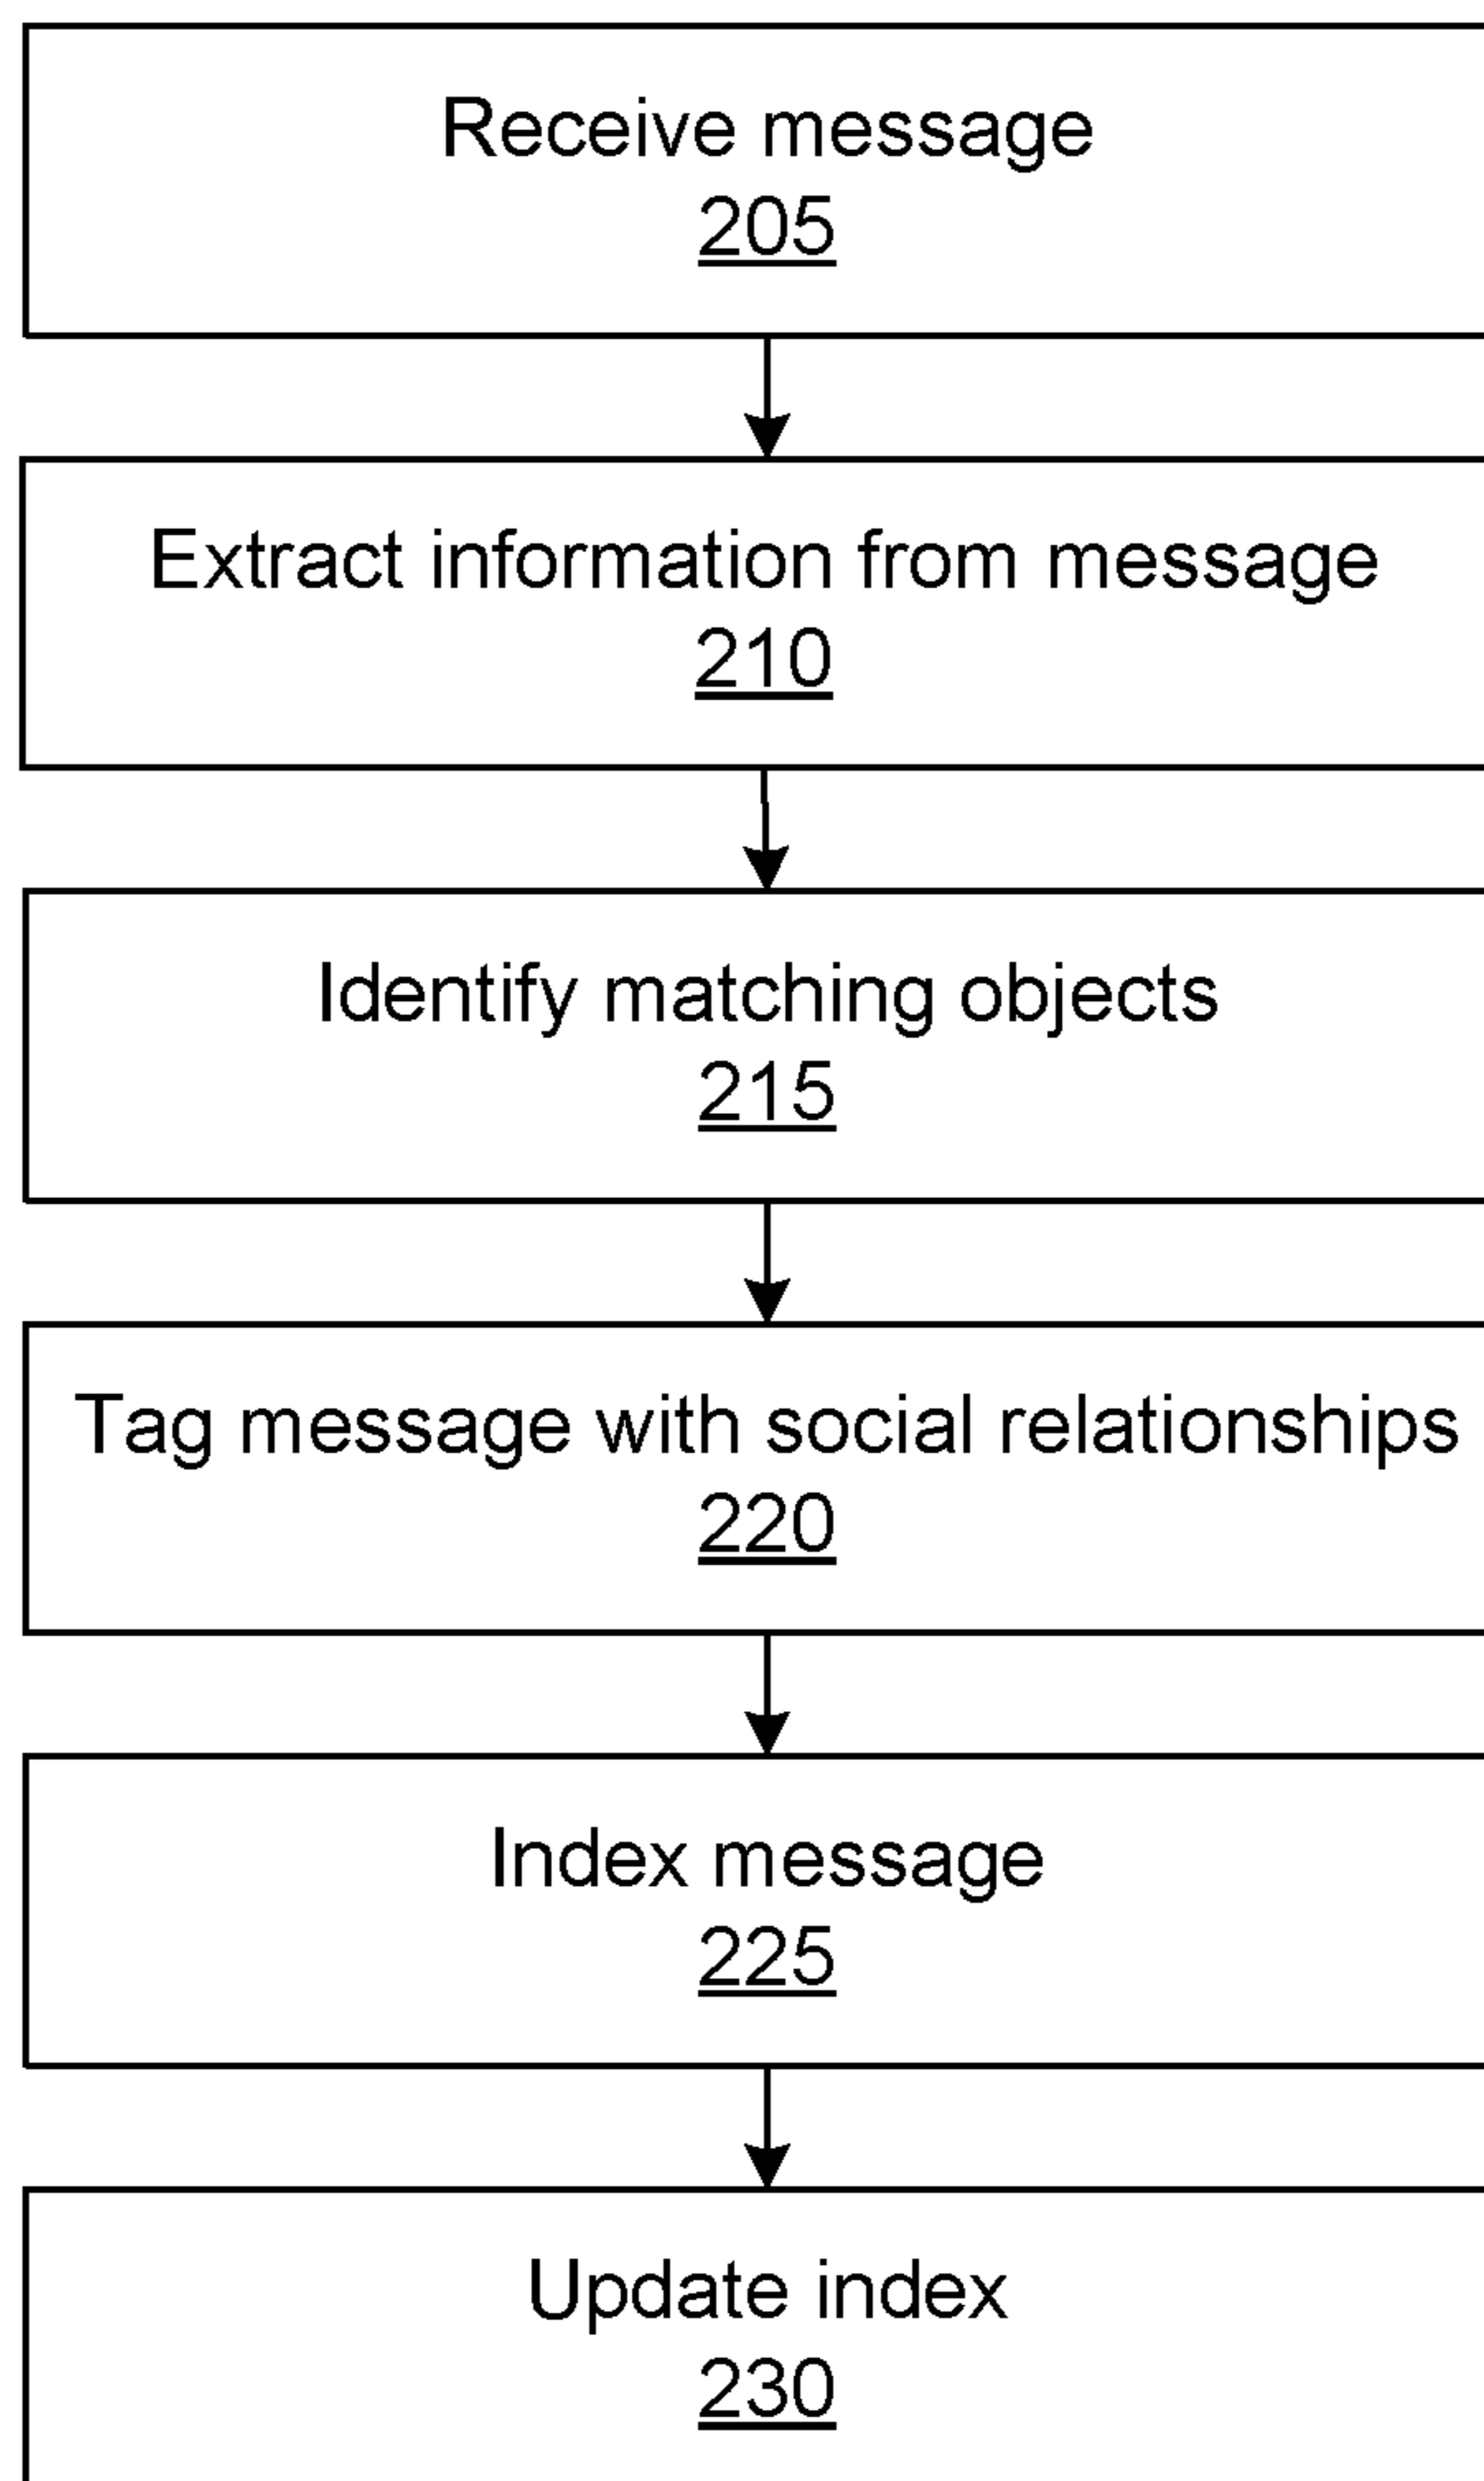 Receive message
205
Extract information from message
210
Identify matching objects
215
Tag message with social relationships
220
Index message
225
Update index
230